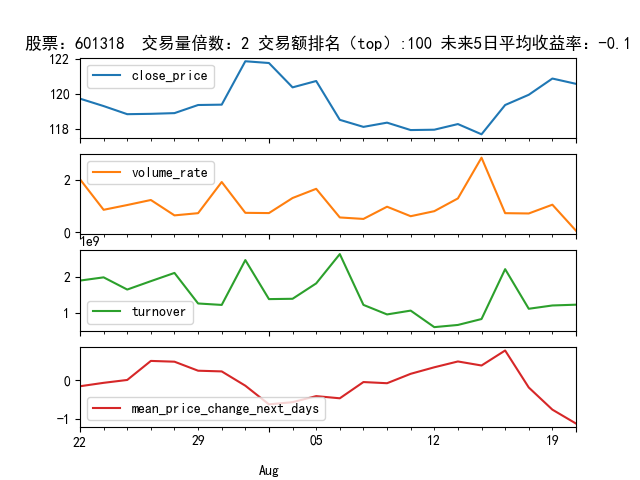 股票: 601318 交易量倍数: 2 交易额排名（top）:100 未来5日平均收益率: -0.1
122
120
118
close_price
2
0
volume_rate
1e9
2
1
turnover
0
-1
mean_price_change_next_days
22 29 05 12 19
Aug